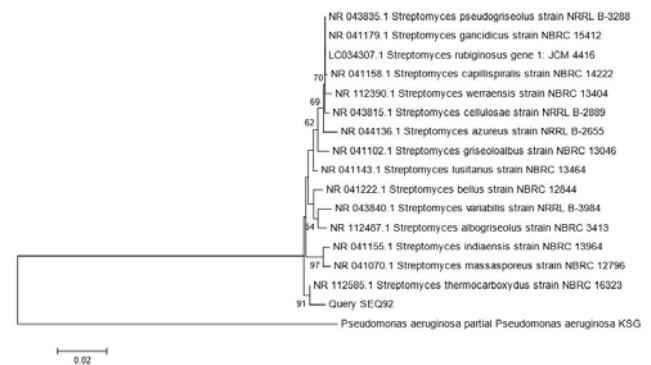 NR 043835.1 Streptomyces pseudogriseolus strain NRRL B-3288
NR 041179.1 Streptomyces gancidicus strain NBRC 15412
LC034307.1 Streptomyces rubiginosus gene 1: JCM 4416
70
NR 041158.1 Streptomyces capillispiralis strain NBRC 14222
NR 112390.1 Streptomyces werraensis strain NBRC 13404
69
NR 043815.1 Streptomyces cellulosae strain NRRL B-2889
62
NR 044136.1 Streptomyces azureus strain NRRL B-2655
NR 041102.1 Streptomyces griseoloalbus strain NBRC 13046
NR 041143.1 Streptomyces lusitanus strain NBRC 13464
NR 041222.1 Streptomyces bellus strain NBRC 12844
NR 043840.1 Streptomyces variabilis strain NRRL B-3984
54
NR 112487.1 Streptomyces albogriseolus strain NBRC 3413
NR 041155.1 Streptomyces indiaensis strain NBRC 13964
97
NR 041070.1 Streptomyces massasporeus strain NBRC 12796
NR 112585.1 Streptomyces thermocarboxydus strain NBRC 16323
91
Query SEQ92
Pseudomonas aeruginosa partial Pseudomonas aeruginosa KSG
0.02